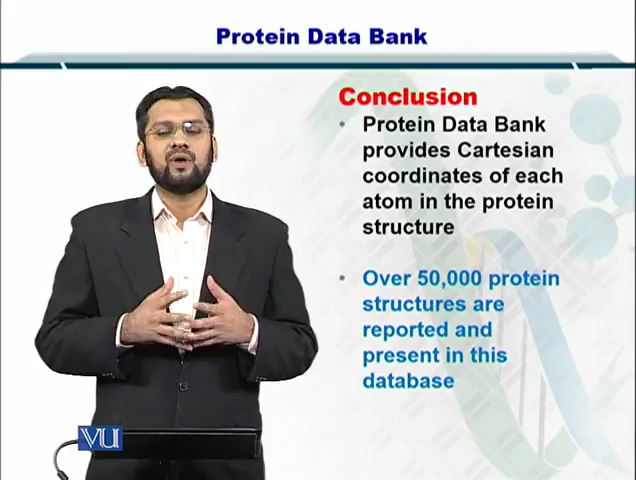 Protein Data Bank
Conclusion
• Protein Data Bank
provides Cartesian
coordinates of each
atom in the protein
structure
• Over 50,000 protein
structures are
reported and
present in this
database
VU